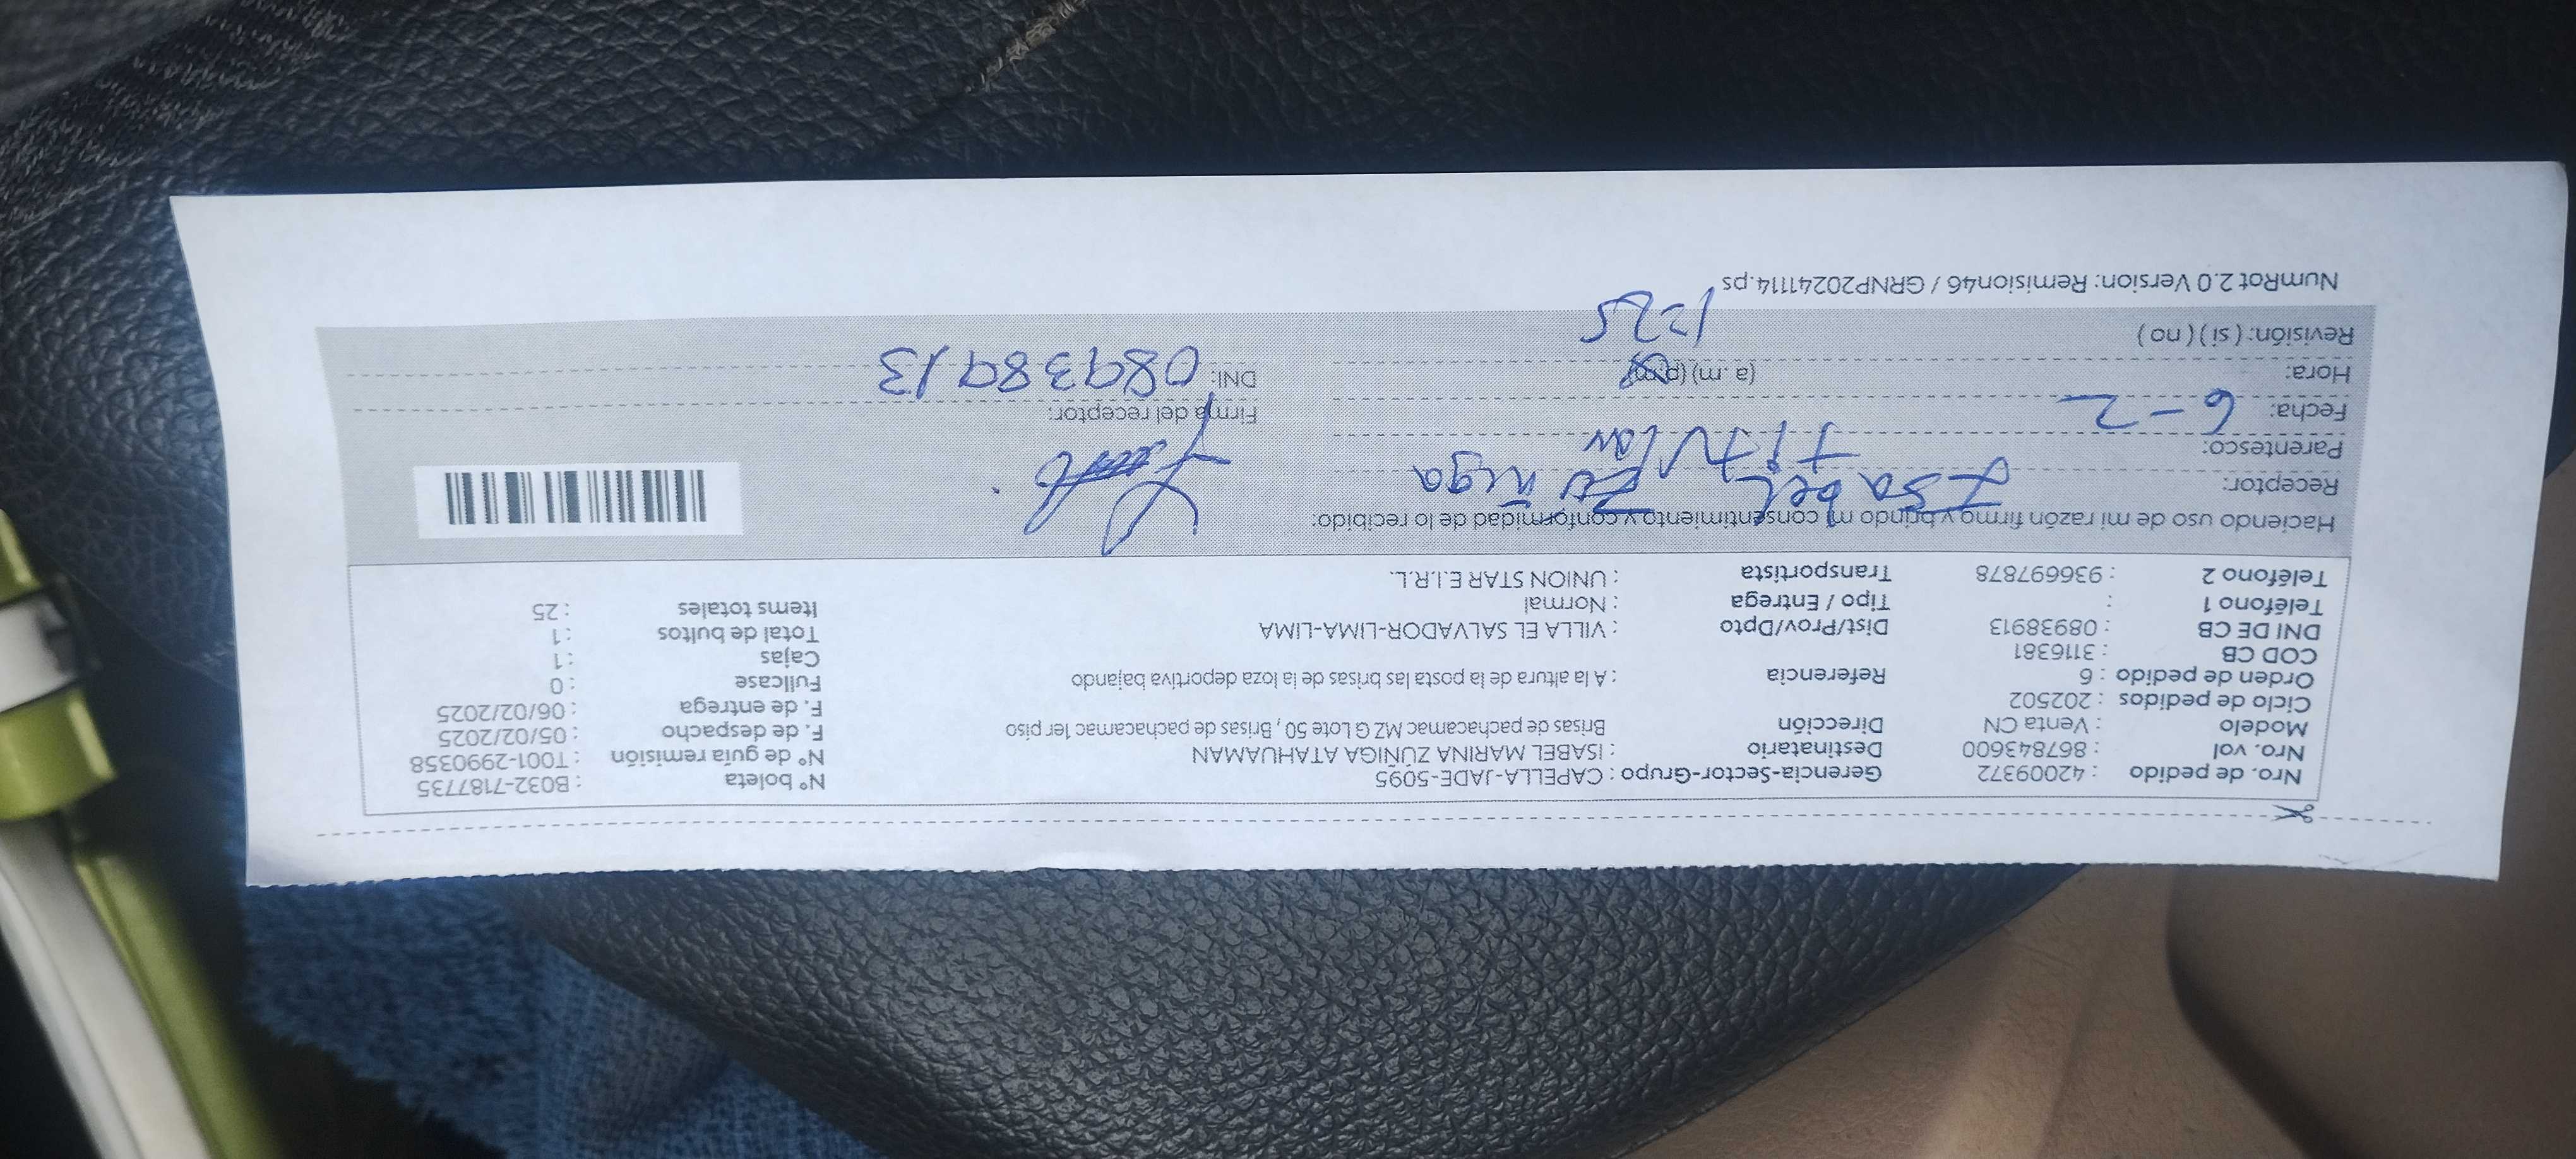 Nro. de pedido : 42009372 Gerencia-Sector-Grupo : CAPELLA-JADE-5095 N° boleta : B032-7187735
Nro. vol : 867843600 Destinatario : ISABEL MARINA ZÚÑIGA ATAHUAMAN N° de guía remisión : T001-2990358
Modelo : Venta CN Dirección Brisas de pachacamac MZ G Lote 50 , Brisas de pachacamac 1er piso F. de despacho : 05/02/2025
Ciclo de pedidos : 202502 F. de entrega : 06/02/2025
Orden de pedido : 6 Referencia : A la altura de la posta las brisas de la loza deportiva bajando Fullcase : 0
COD CB : 3116381 Cajas : 1
DNI DE CB : 08938913 Dist/Prov/Dpto : VILLA EL SALVADOR-LIMA-LIMA Total de bultos : 1
Teléfono 1 : Tipo / Entrega : Normal Items totales : 25
Teléfono 2 : 936697878 Transportista : UNION STAR E.I.R.L.
Haciendo uso de mi razón firmo y brindo mi consentimiento y conformidad de lo recibido:
Receptor: Isabel Zuñiga
Parentesco: titular
Fecha: 6-2 Firma del receptor:
Hora: (a.m) (p.m) DNI: 08938913
Revisión: ( si ) ( no ) 1=25
NumRot 2.0 Version: Remision46 / GRNP20241114.ps